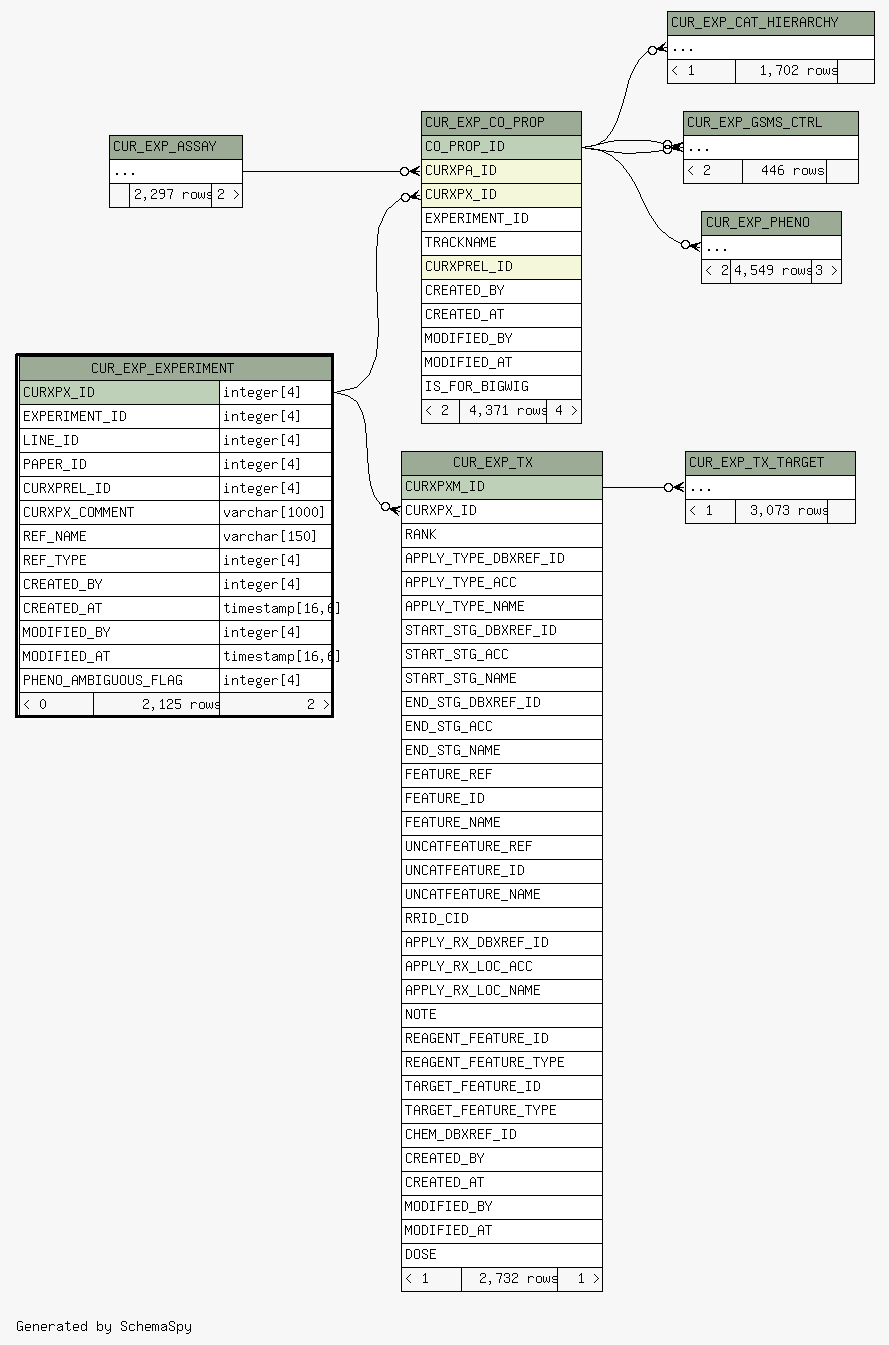 CUR_EXP_CAT_HIERARCHY
...
< 1 1,702 rows
CUR_EXP_ASSAY
...
2,297 rows 2 >
CUR_EXP_CO_PROP
CO_PROP_ID
CURXPA_ID
CURXPX_ID
EXPERIMENT_ID
TRACKNAME
CURXPREL_ID
CREATED_BY
CREATED_AT
MODIFIED_BY
MODIFIED_AT
IS_FOR_BIGWIG
< 2 4,371 rows 4 >
CUR_EXP_GSMS_CTRL
...
< 2 446 rows
CUR_EXP_PHENO
...
< 2 4,549 rows 3 >
CUR_EXP_EXPERIMENT
CURXPX_ID integer[4]
EXPERIMENT_ID integer[4]
LINE_ID integer[4]
PAPER_ID integer[4]
CURXPREL_ID integer[4]
CURXPX_COMMENT varchar[1000]
REF_NAME varchar[150]
REF_TYPE integer[4]
CREATED_BY integer[4]
CREATED_AT timestamp[16,6]
MODIFIED_BY integer[4]
MODIFIED_AT timestamp[16,6]
PHENO_AMBIGUOUS_FLAG integer[4]
< 0 2,125 rows 2 >
CUR_EXP_TX
CURXPXM_ID
CURXPX_ID
RANK
APPLY_TYPE_DBXREF_ID
APPLY_TYPE_ACC
APPLY_TYPE_NAME
START_STG_DBXREF_ID
START_STG_ACC
START_STG_NAME
END_STG_DBXREF_ID
END_STG_ACC
END_STG_NAME
FEATURE_REF
FEATURE_ID
FEATURE_NAME
UNCATFEATURE_REF
UNCATFEATURE_ID
UNCATFEATURE_NAME
RRID_CID
APPLY_RX_DBXREF_ID
APPLY_RX_LOC_ACC
APPLY_RX_LOC_NAME
NOTE
REAGENT_FEATURE_ID
REAGENT_FEATURE_TYPE
TARGET_FEATURE_ID
TARGET_FEATURE_TYPE
CHEM_DBXREF_ID
CREATED_BY
CREATED_AT
MODIFIED_BY
MODIFIED_AT
DOSE
< 1 2,732 rows 1 >
CUR_EXP_TX_TARGET
...
< 1 3,073 rows
Generated by SchemaSpy